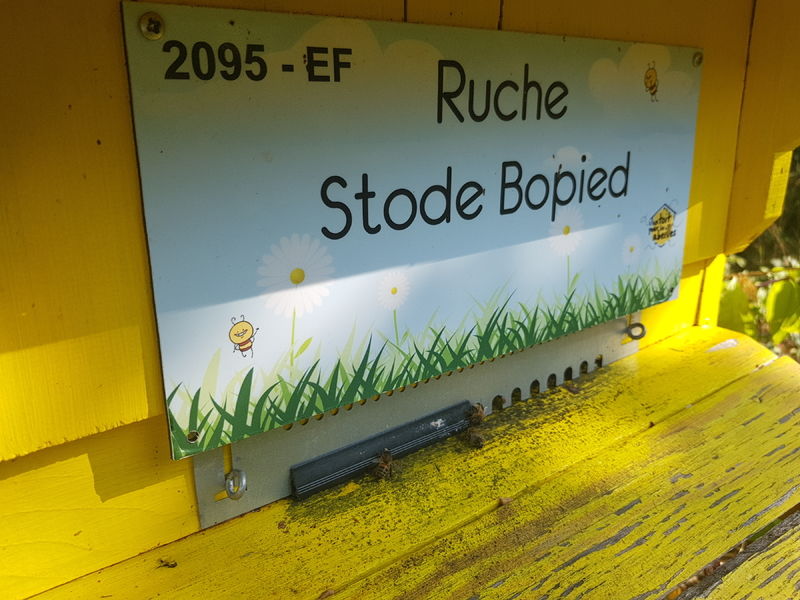 2095 - EF
Ruche
Stode Bopied